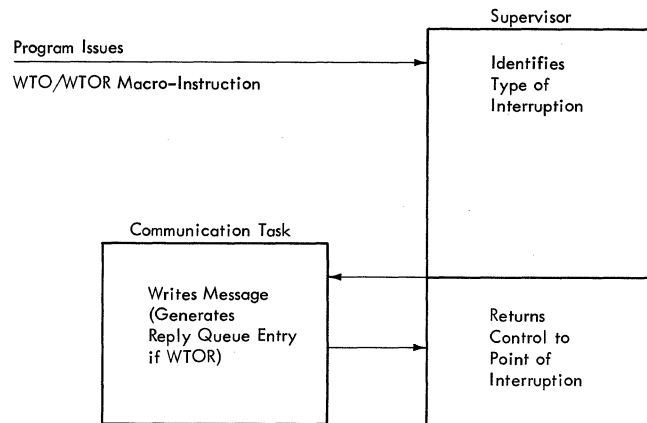 Supervisor
Program Issues
WTO/WTOR Macro-Instruction
Identifies
Type of
Interruption
Communication Task
Writes Message
(Generates
Reply Queue Entry
if WTOR)
Returns
Control to
Point of
Interruption